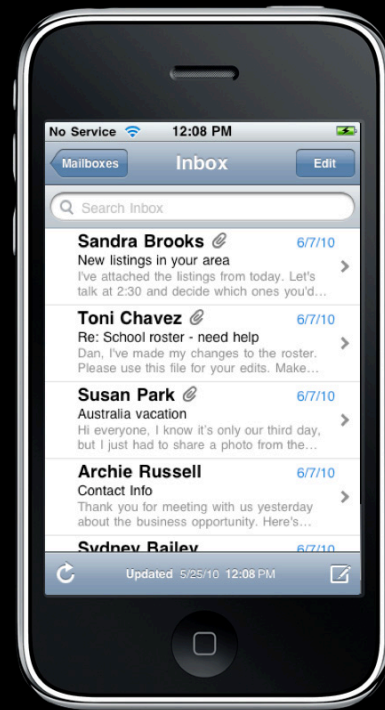 No Service 12:08 PM
Mailboxes Inbox Edit
Search Inbox
Sandra Brooks 6/7/10
New listings in your area
I've attached the listings from today. Let's
talk at 2:30 and decide which ones you'd...
Toni Chavez 6/7/10
Re: School roster - need help
Dan, I've made my changes to the roster.
Please use this file for your edits. Make...
Susan Park 6/7/10
Australia vacation
Hi everyone, I know it's only our third day,
but I just had to share a photo from the...
Archie Russell 6/7/10
Contact Info
Thank you for meeting with us yesterday
about the business opportunity. Here's...
Sydney Bailey 6/7/10
Updated 5/25/10 12:08 PM